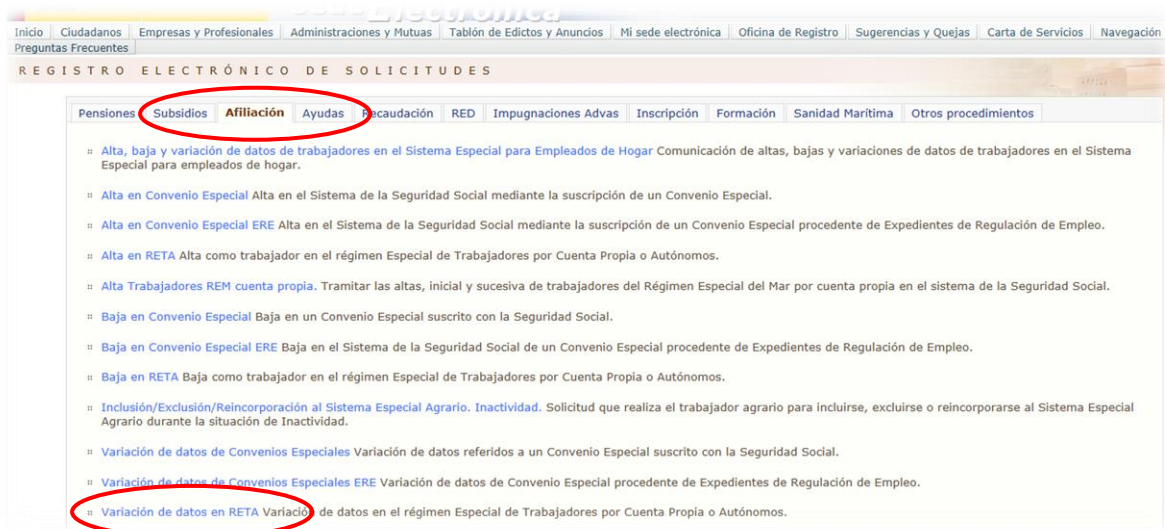 Electrónica
Inicio Ciudadanos Empresas y Profesionales Administraciones y Mutuas Tablón de Edictos y Anuncios Mi sede electrónica Oficina de Registro Sugerencias y Quejas Carta de Servicios Navegación
Preguntas Frecuentes
REGISTRO ELECTRÓNICO DE SOLICITUDES
Pensiones Subsidios Afiliación Ayudas Recaudación RED Impugnaciones Advas Inscripción Formación Sanidad Marítima Otros procedimientos
Alta, baja y variación de datos de trabajadores en el Sistema Especial para Empleados de Hogar Comunicación de altas, bajas y variaciones de datos de trabajadores en el Sistema
Especial para empleados de hogar.
Alta en Convenio Especial Alta en el Sistema de la Seguridad Social mediante la suscripción de un Convenio Especial.
Alta en Convenio Especial ERE Alta en el Sistema de la Seguridad Social mediante la suscripción de un Convenio Especial procedente de Expedientes de Regulación de Empleo.
Alta en RETA Alta como trabajador en el régimen Especial de Trabajadores por Cuenta Propia o Autónomos.
Alta Trabajadores REM cuenta propia. Tramitar las altas, inicial y sucesiva de trabajadores del Régimen Especial del Mar por cuenta propia en el sistema de la Seguridad Social.
Baja en Convenio Especial Baja en un Convenio Especial suscrito con la Seguridad Social.
Baja en Convenio Especial ERE Baja en el Sistema de la Seguridad Social de un Convenio Especial procedente de Expedientes de Regulación de Empleo.
Baja en RETA Baja como trabajador en el régimen Especial de Trabajadores por Cuenta Propia o Autónomos.
Inclusión/Exclusión/Reincorporación al Sistema Especial Agrario. Inactividad. Solicitud que realiza el trabajador agrario para incluirse, excluirse o reincorporarse al Sistema Especial
Agrario durante la situación de Inactividad.
Variación de datos de Convenios Especiales Variación de datos referidos a un Convenio Especial suscrito con la Seguridad Social.
Variación de datos de Convenios Especiales ERE Variación de datos de Convenio Especial procedente de Expedientes de Regulación de Empleo.
Variación de datos en RETA Variación de datos en el régimen Especial de Trabajadores por Cuenta Propia o Autónomos.